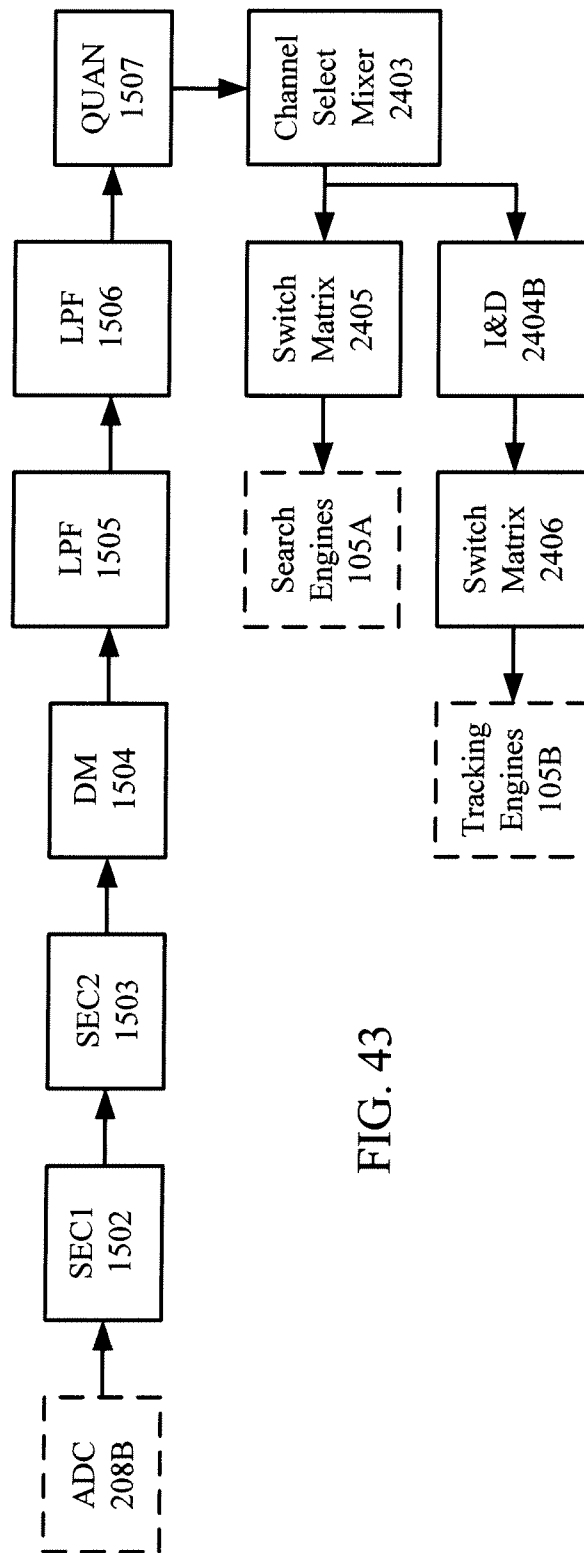 ADC
208B
SEC1
1502
SEC2
1503
DM
1504
LPF
1505
LPF
1506
QUAN
1507
Channel
Select
Mixer
2403
Switch
Matrix
2405
Search
Engines
105A
I&D
2404B
Switch
Matrix
2406
Tracking
Engines
105B
FIG. 43